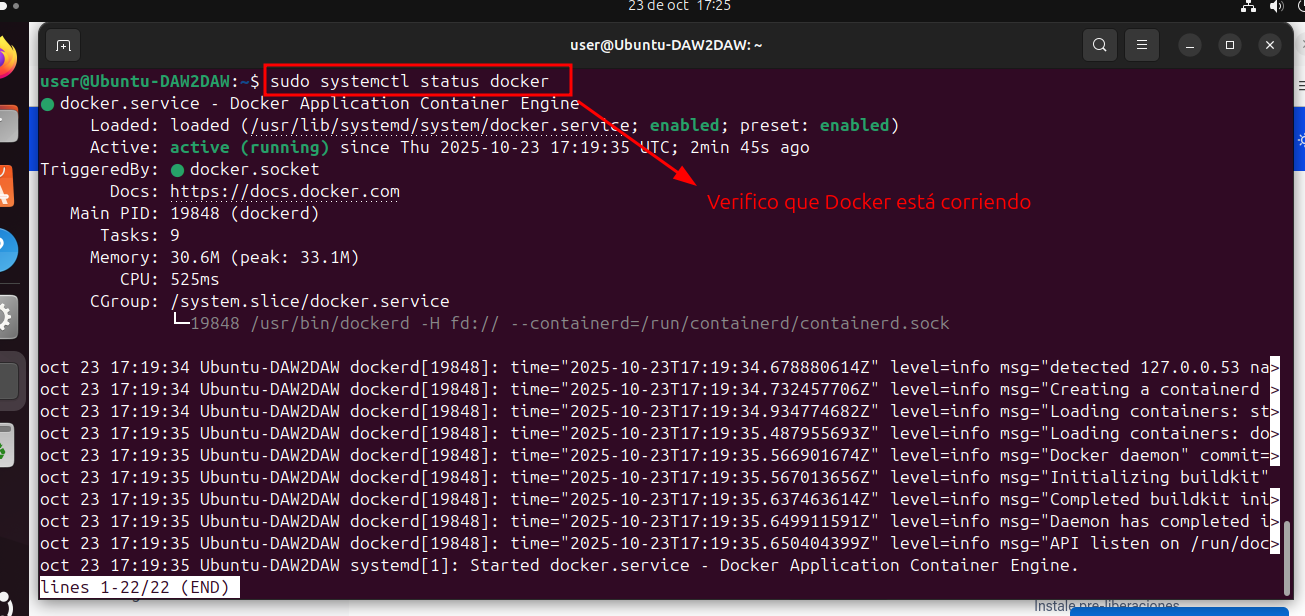 23 de oct 17:25
user@Ubuntu-DAW2DAW: ~
user@Ubuntu-DAW2DAW:~$ sudo systemctl status docker
● docker.service - Docker Application Container Engine
Loaded: loaded (/usr/lib/systemd/system/docker.service; enabled; preset: enabled)
Active: active (running) since Thu 2025-10-23 17:19:35 UTC; 2min 45s ago
TriggeredBy: ● docker.socket
Docs: https://docs.docker.com
Verifico que Docker está corriendo
Main PID: 19848 (dockerd)
Tasks: 9
Memory: 30.6M (peak: 33.1M)
CPU: 525ms
CGroup: /system.slice/docker.service
└─19848 /usr/bin/dockerd -H fd:// --containerd=/run/containerd/containerd.sock
oct 23 17:19:34 Ubuntu-DAW2DAW dockerd[19848]: time="2025-10-23T17:19:34.678880614Z" level=info msg="detected 127.0.0.53 na>
oct 23 17:19:34 Ubuntu-DAW2DAW dockerd[19848]: time="2025-10-23T17:19:34.732457706Z" level=info msg="Creating a containerd >
oct 23 17:19:34 Ubuntu-DAW2DAW dockerd[19848]: time="2025-10-23T17:19:34.934774682Z" level=info msg="Loading containers: st>
oct 23 17:19:35 Ubuntu-DAW2DAW dockerd[19848]: time="2025-10-23T17:19:35.487955693Z" level=info msg="Loading containers: do>
oct 23 17:19:35 Ubuntu-DAW2DAW dockerd[19848]: time="2025-10-23T17:19:35.566901674Z" level=info msg="Docker daemon" commit=>
oct 23 17:19:35 Ubuntu-DAW2DAW dockerd[19848]: time="2025-10-23T17:19:35.567013656Z" level=info msg="Initializing buildkit"
oct 23 17:19:35 Ubuntu-DAW2DAW dockerd[19848]: time="2025-10-23T17:19:35.637463614Z" level=info msg="Completed buildkit ini>
oct 23 17:19:35 Ubuntu-DAW2DAW dockerd[19848]: time="2025-10-23T17:19:35.649911591Z" level=info msg="Daemon has completed i>
oct 23 17:19:35 Ubuntu-DAW2DAW dockerd[19848]: time="2025-10-23T17:19:35.650404399Z" level=info msg="API listen on /run/doc>
oct 23 17:19:35 Ubuntu-DAW2DAW systemd[1]: Started docker.service - Docker Application Container Engine.
lines 1-22/22 (END)
Instale pre-liberaciones